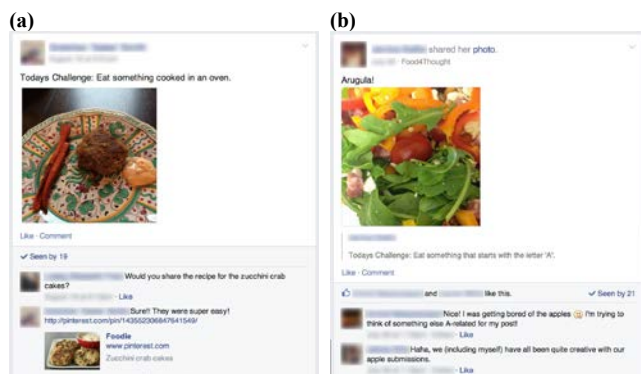 (a)
Todays Challenge: Eat something cooked in an oven.
Like · Comment
Seen by 19
Would you share the recipe for the zucchini crab
cakes?
Like
Sure!! They were super easy!
http://pinterest.com/pin/143552306847641549/
Foodie
www.pinterest.com
Zucchini crab cakes
(b)
shared her photo.
Food4Thought
Arugula!
Todays Challenge: Eat something that starts with the letter 'A'.
Like · Comment
and like this.
Seen by 21
Nice! I was getting bored of the apples I'm trying to
think of something else A-related for my post!
Like
Haha, we (including myself) have all been quite creative with our
apple submissions.
Like